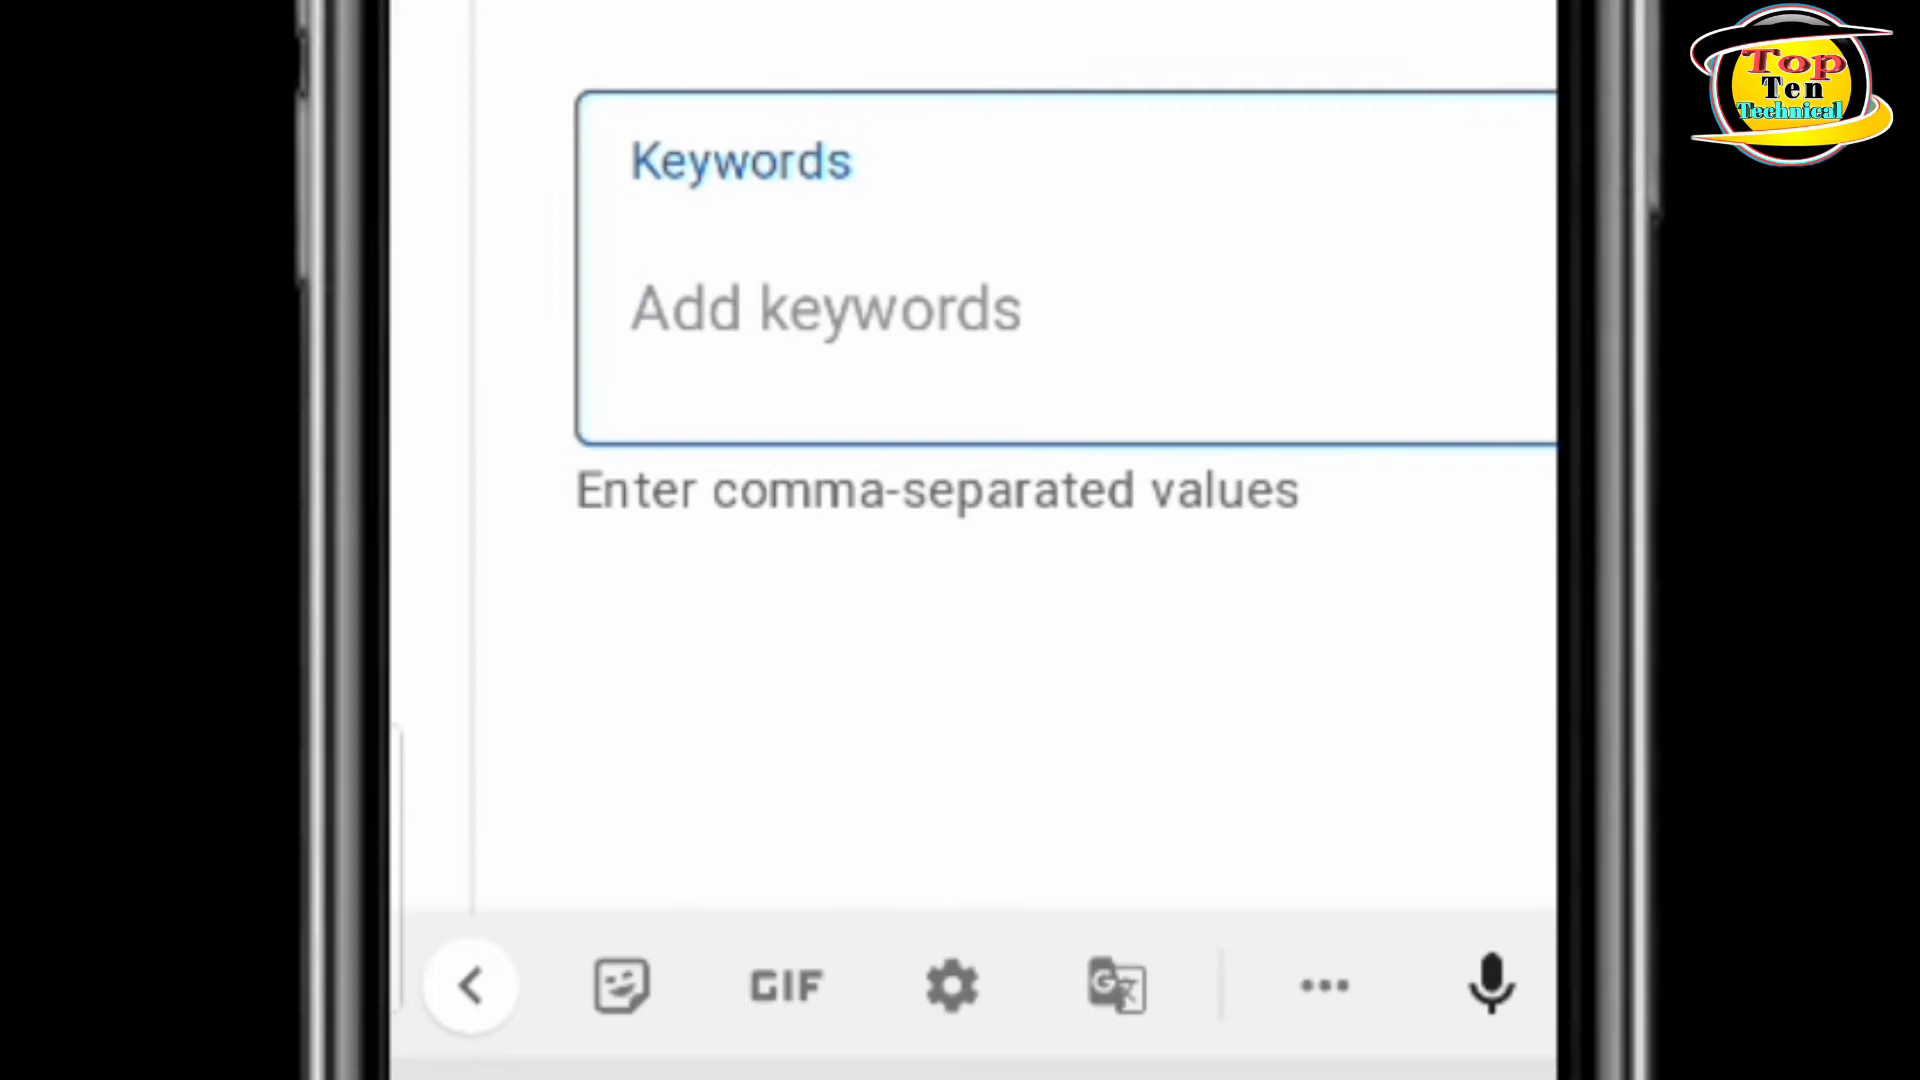 Top
Ten
Technical
Keywords
Add keywords
Enter comma-separated values
GIF
G